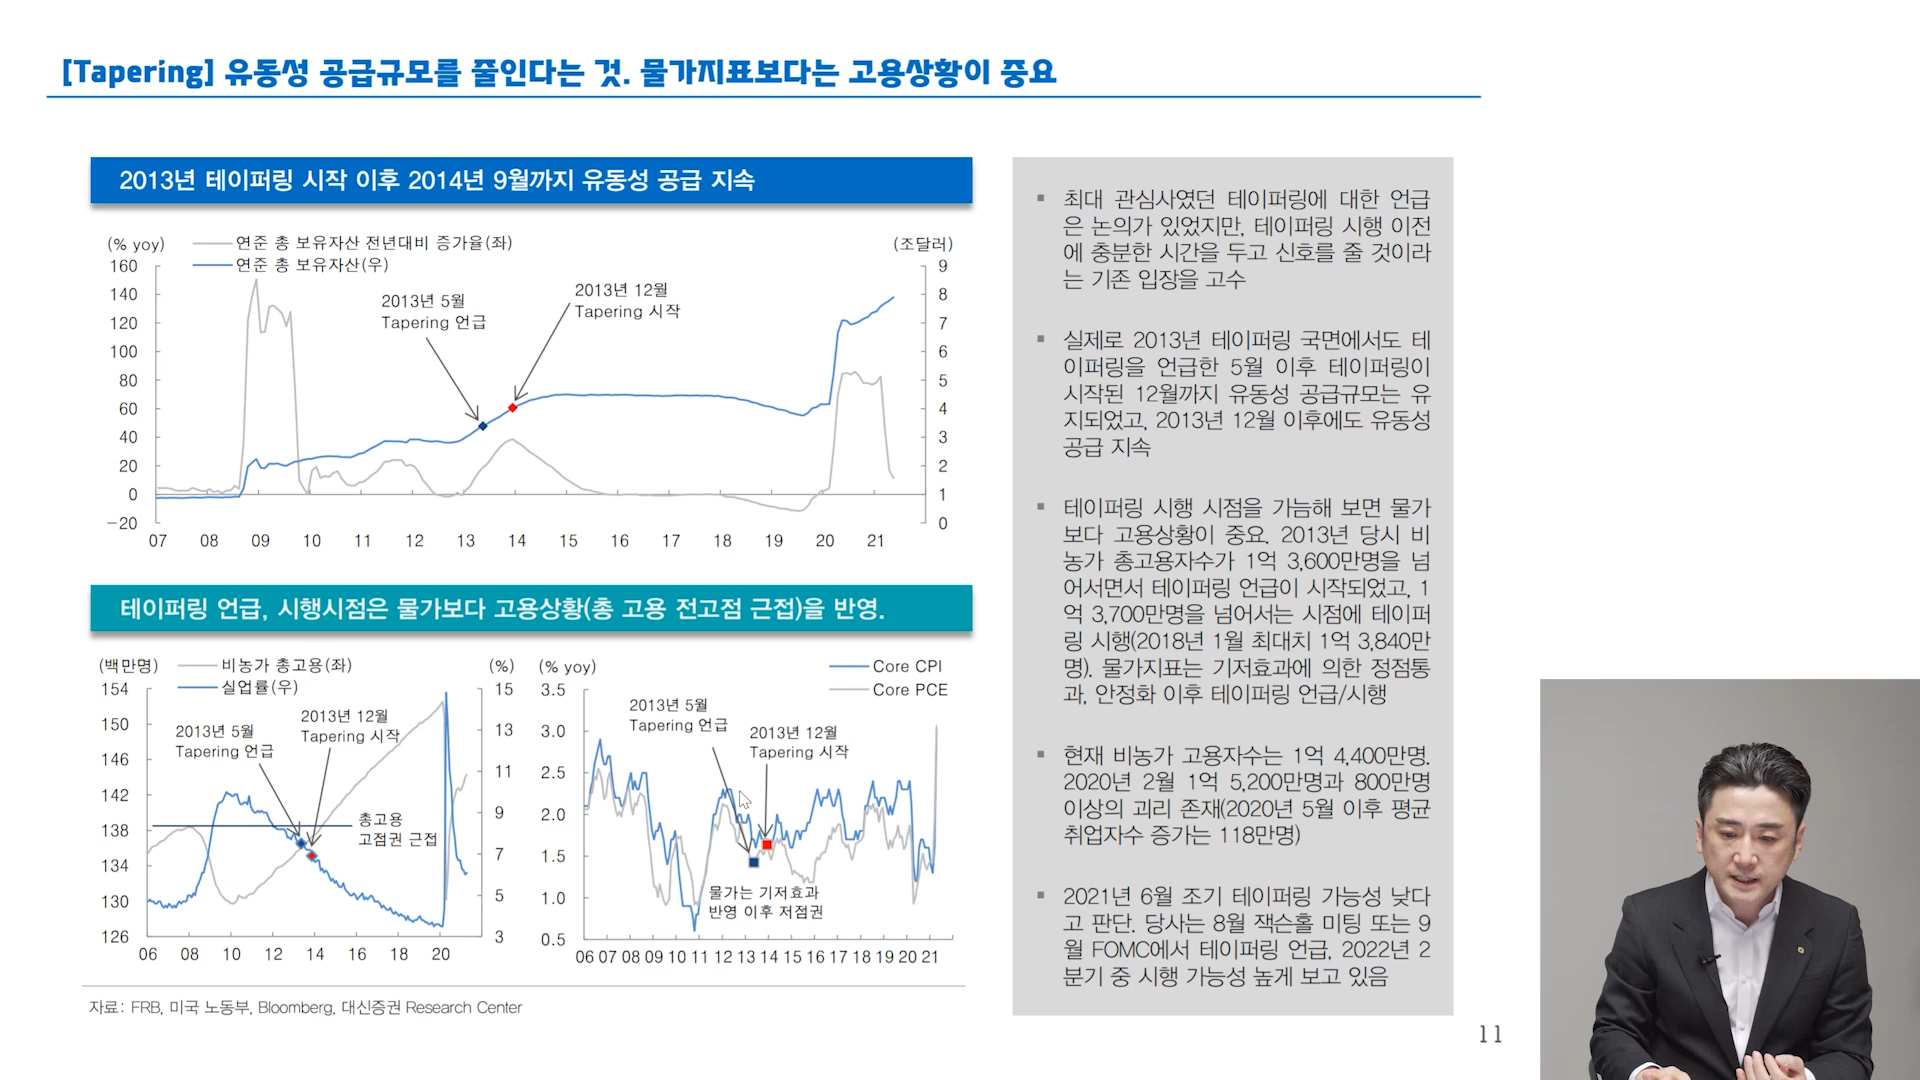 [Tapering] 유동성 공급규모를 줄인다는 것. 물가지표보다는 고용상황이 중요
2013년 테이퍼링 시작 이후 2014년 9월까지 유동성 공급 지속
(% yoy)
연준 총 보유자산 전년대비 증가율(좌)
연준 총 보유자산(우)
(조달러)
160
140
120
100
80
60
40
20
0
-20
9
8
7
6
5
4
3
2
1
0
2013년 5월
Tapering 언급
2013년 12월
Tapering 시작
07 08 09 10 11 12 13 14 15 16 17 18 19 20 21
테이퍼링 언급, 시행시점은 물가보다 고용상황(총 고용 전고점 근접)을 반영.
(백만명)
비농가 총고용(좌)
실업률(우)
(%)
154
150
146
142
138
134
130
126
15
13
11
9
7
5
3
2013년 5월
Tapering 언급
2013년 12월
Tapering 시작
총고용
고점권 근접
06 08 10 12 14 16 18 20
(% yoy)
Core CPI
Core PCE
3.5
3.0
2.5
2.0
1.5
1.0
0.5
2013년 5월
Tapering 언급
2013년 12월
Tapering 시작
물가는 기저효과
반영 이후 저점권
06 07 08 09 10 11 12 13 14 15 16 17 18 19 20 21
자료: FRB, 미국 노동부, Bloomberg, 대신증권 Research Center
▪ 최대 관심사였던 테이퍼링에 대한 언급
은 논의가 있었지만, 테이퍼링 시행 이전
에 충분한 시간을 두고 신호를 줄 것이라
는 기존 입장을 고수
▪ 실제로 2013년 테이퍼링 국면에서도 테
이퍼링을 언급한 5월 이후 테이퍼링이
시작된 12월까지 유동성 공급규모는 유
지되었고, 2013년 12월 이후에도 유동성
공급 지속
▪ 테이퍼링 시행 시점을 가늠해 보면 물가
보다 고용상황이 중요. 2013년 당시 비
농가 총고용자수가 1억 3,600만명을 넘
어서면서 테이퍼링 언급이 시작되었고, 1
억 3,700만명을 넘어서는 시점에 테이퍼
링 시행(2018년 1월 최대치 1억 3,840만
명). 물가지표는 기저효과에 의한 정점통
과, 안정화 이후 테이퍼링 언급/시행
▪ 현재 비농가 고용자수는 1억 4,400만명.
2020년 2월 1억 5,200만명과 800만명
이상의 괴리 존재(2020년 5월 이후 평균
취업자수 증가는 118만명)
▪ 2021년 6월 조기 테이퍼링 가능성 낮다
고 판단. 당사는 8월 잭슨홀 미팅 또는 9
월 FOMC에서 테이퍼링 언급, 2022년 2
분기 중 시행 가능성 높게 보고 있음
11